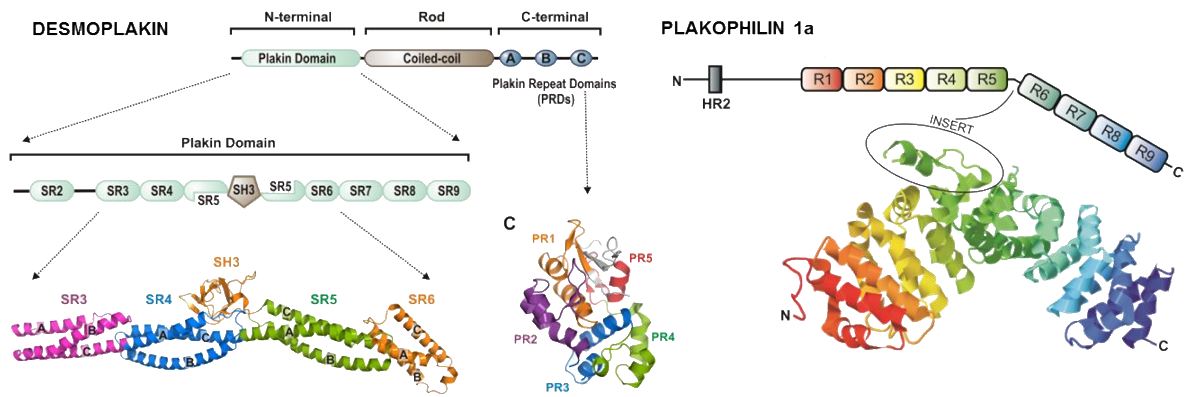 DESMOPLAKIN
N-terminal Rod C-terminal
Plakin Domain Coiled-coil A B C
Plakin Repeat Domains
(PRDs)
Plakin Domain
SR2 SR3 SR4 SR5 SH3 SR5 SR6 SR7 SR8 SR9
SH3
SR3 SR4 SR5 SR6
A B C A C B C A B C A B
C
PR1
PR5
PR2
PR4
PR3
PLAKOPHILIN 1a
N R1 R2 R3 R4 R5
HR2
R6
R7
R8
R9
C
INSERT
N
C